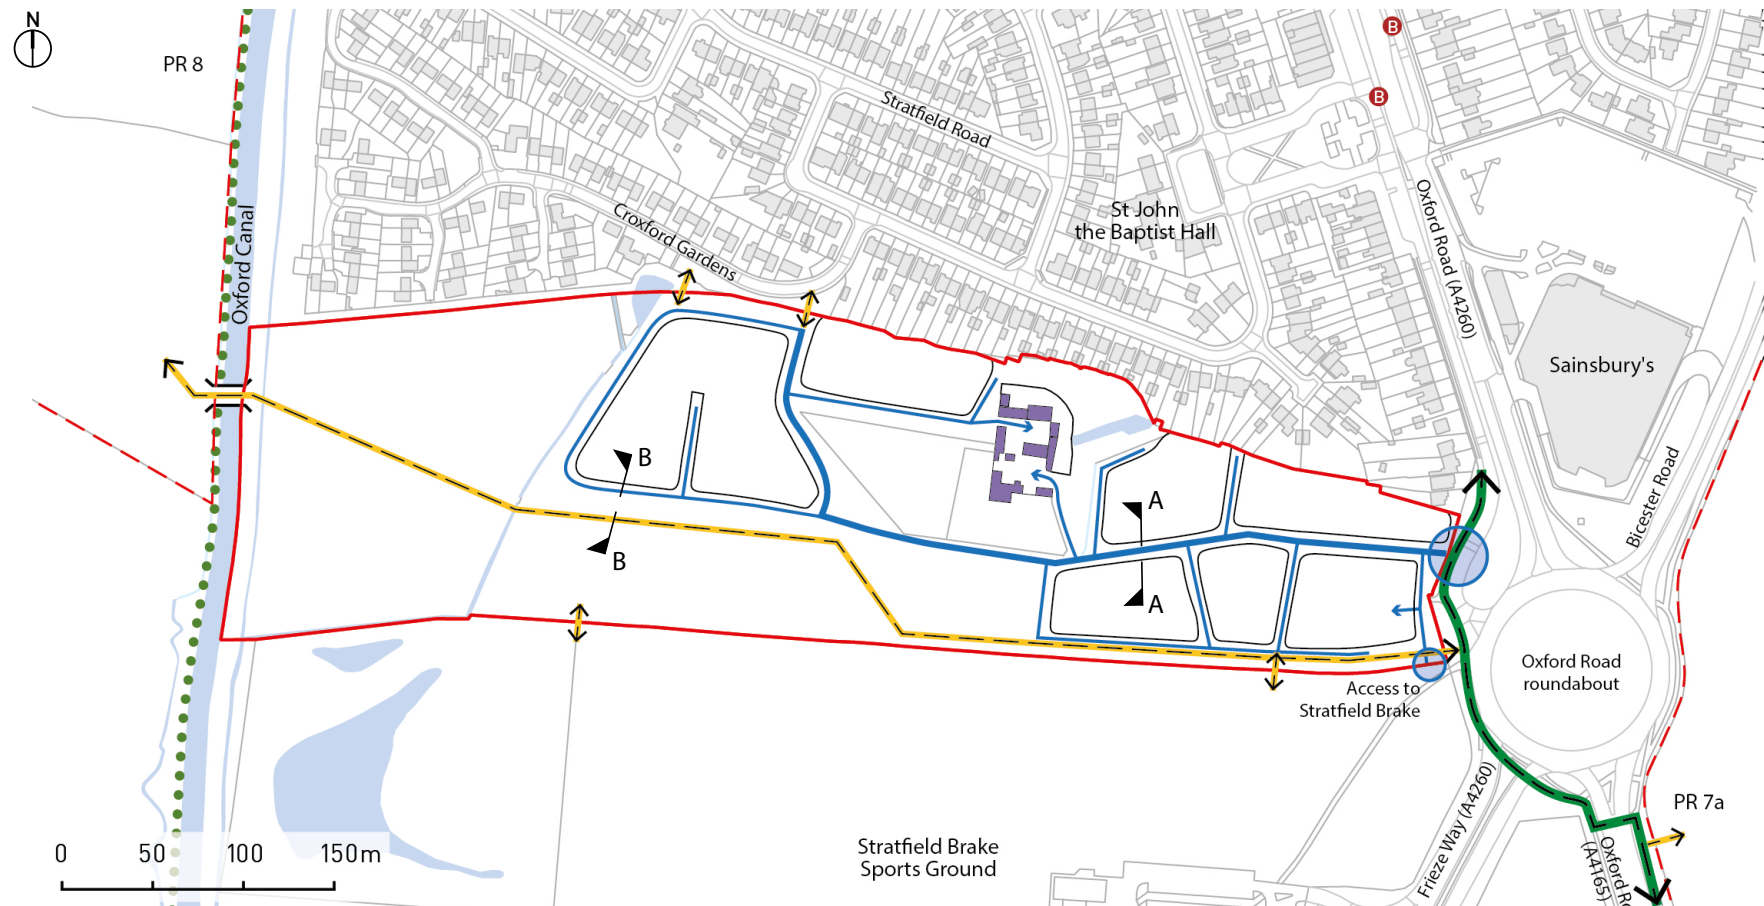 N
PR 8
B
B
Stratfield Road
Oxford Canal
Croxford Gardens
St John
the Baptist Hall
Oxford Road (A4260)
Sainsbury's
Bicester Road
B
B
A
A
Oxford Road
roundabout
Access to
Stratfield Brake
PR 7a
Frieze Way (A4260)
(A4165)
Stratfield Brake
Sports Ground
0 50 100 150m